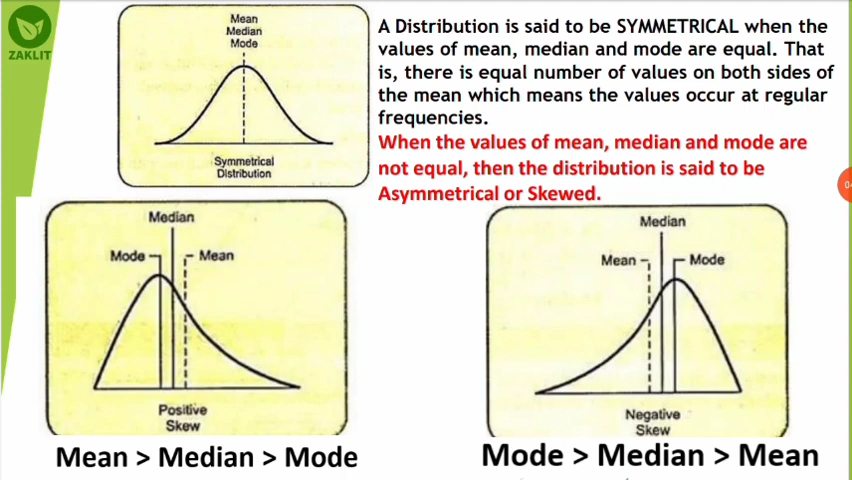 ZAKLIT
Mean
Median
Mode
Symmetrical
Distribution
A Distribution is said to be SYMMETRICAL when the
values of mean, median and mode are equal. That
is, there is equal number of values on both sides of
the mean which means the values occur at regular
frequencies.
When the values of mean, median and mode are
not equal, then the distribution is said to be
Asymmetrical or Skewed.
Median
Mode
Mean
Positive
Skew
Mean > Median > Mode
Median
Mean
Mode
Negative
Skew
Mode > Median > Mean